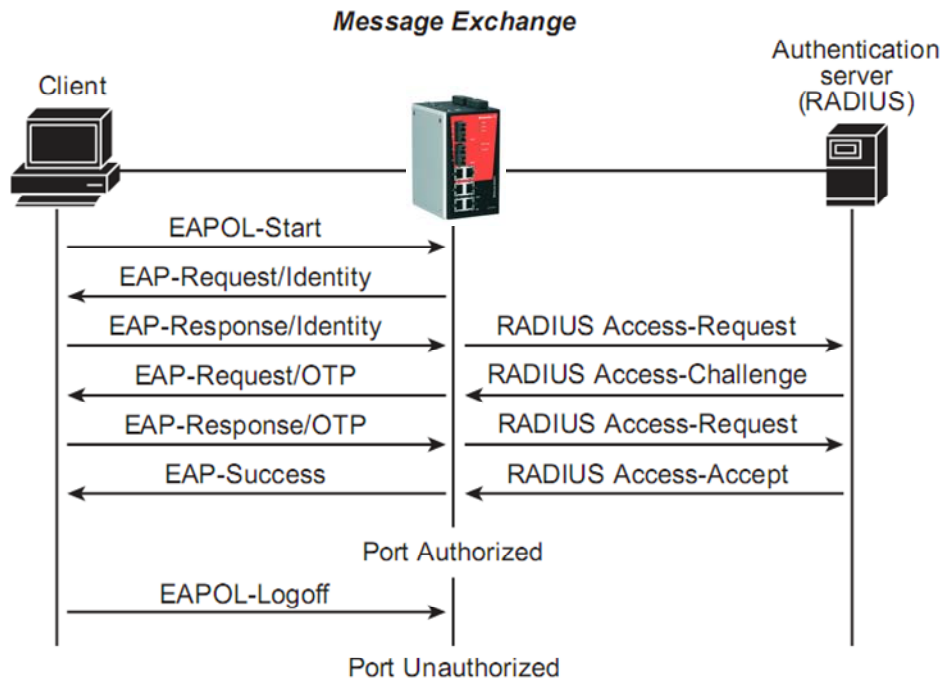 Message Exchange
Client
Authentication
server
(RADIUS)
EAPOL-Start
EAP-Request/Identity
EAP-Response/Identity
RADIUS Access-Request
EAP-Request/OTP
RADIUS Access-Challenge
EAP-Response/OTP
RADIUS Access-Request
EAP-Success
RADIUS Access-Accept
Port Authorized
EAPOL-Logoff
Port Unauthorized